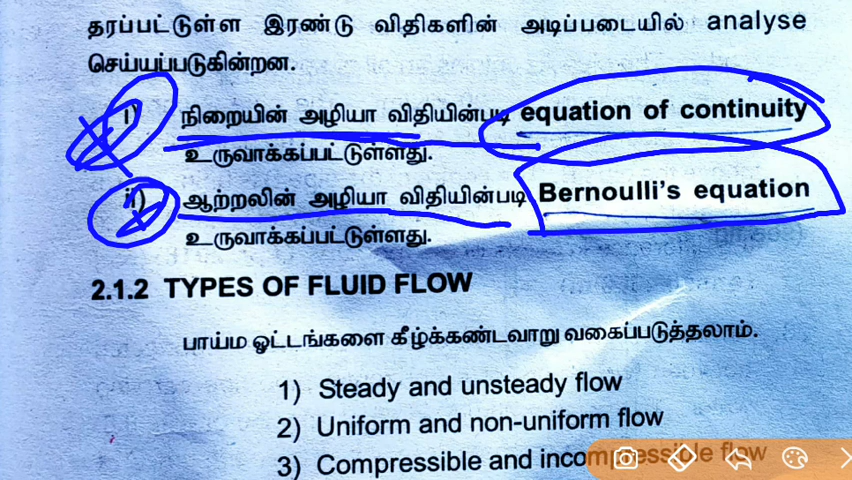 தரப்பட்டுள்ள இரண்டு விதிகளின் அடிப்படையில் analyse
செய்யப்படுகின்றன.
i) நிறையின் அழியா விதியின்படி equation of continuity
உருவாக்கப்பட்டுள்ளது.
ii) ஆற்றலின் அழியா விதியின்படி Bernoulli's equation
உருவாக்கப்பட்டுள்ளது.
2.1.2 TYPES OF FLUID FLOW
பாய்ம ஓட்டங்களை கீழ்க்கண்டவாறு வகைப்படுத்தலாம்.
1) Steady and unsteady flow
2) Uniform and non-uniform flow
3) Compressible and incompressible flow